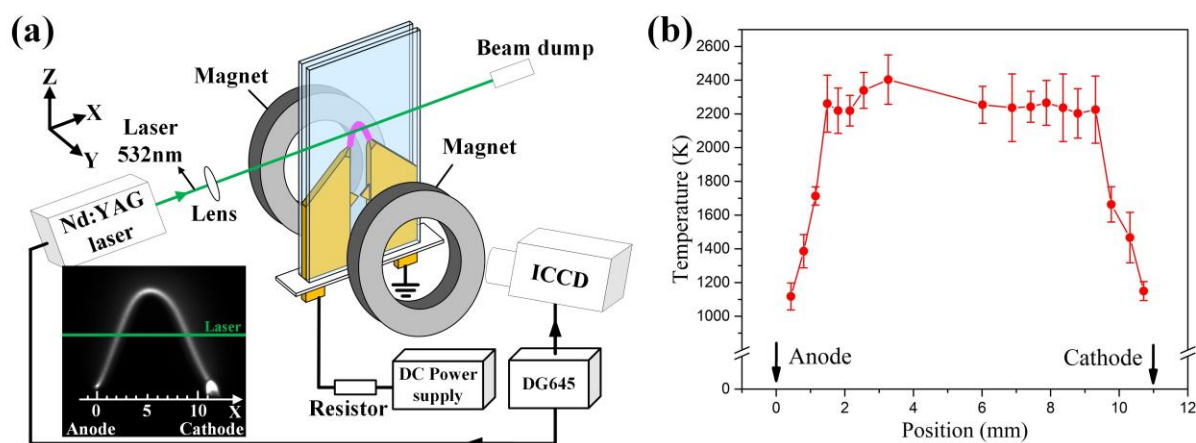 (a)
Z
X
Y
Magnet
Beam dump
Laser
532nm
Lens
Magnet
Nd:YAG
laser
ICCD
Laser
0 5 10 X
Anode Cathode
Resistor
DC Power
supply
DG645
(b)
2600
2400
2200
2000
1800
1600
1400
1200
1000
0
Temperature (K)
Anode
Cathode
0 2 4 6 8 10 12
Position (mm)